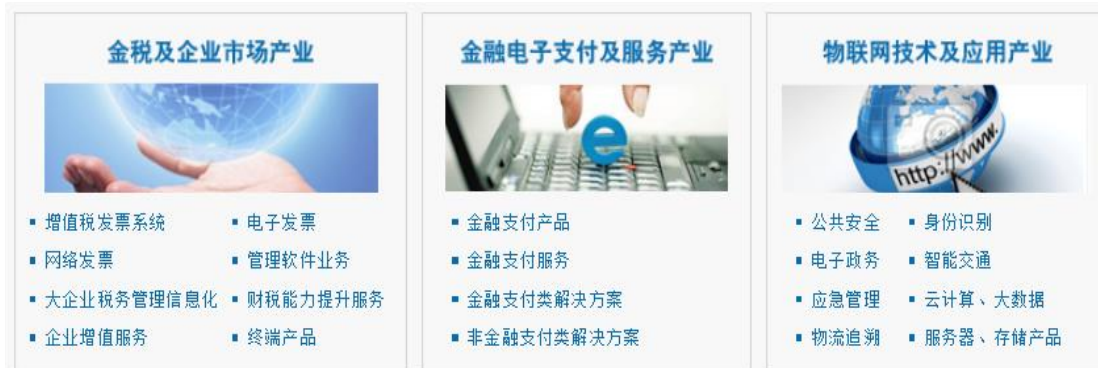 金税及企业市场产业
增值税发票系统
电子发票
网络发票
管理软件业务
大企业税务管理信息化
财税能力提升服务
企业增值服务
终端产品
金融电子支付及服务产业
e
金融支付产品
金融支付服务
金融支付类解决方案
非金融支付类解决方案
物联网技术及应用产业
http://www.
公共安全
身份识别
电子政务
智能交通
应急管理
云计算、大数据
物流追溯
服务器、存储产品